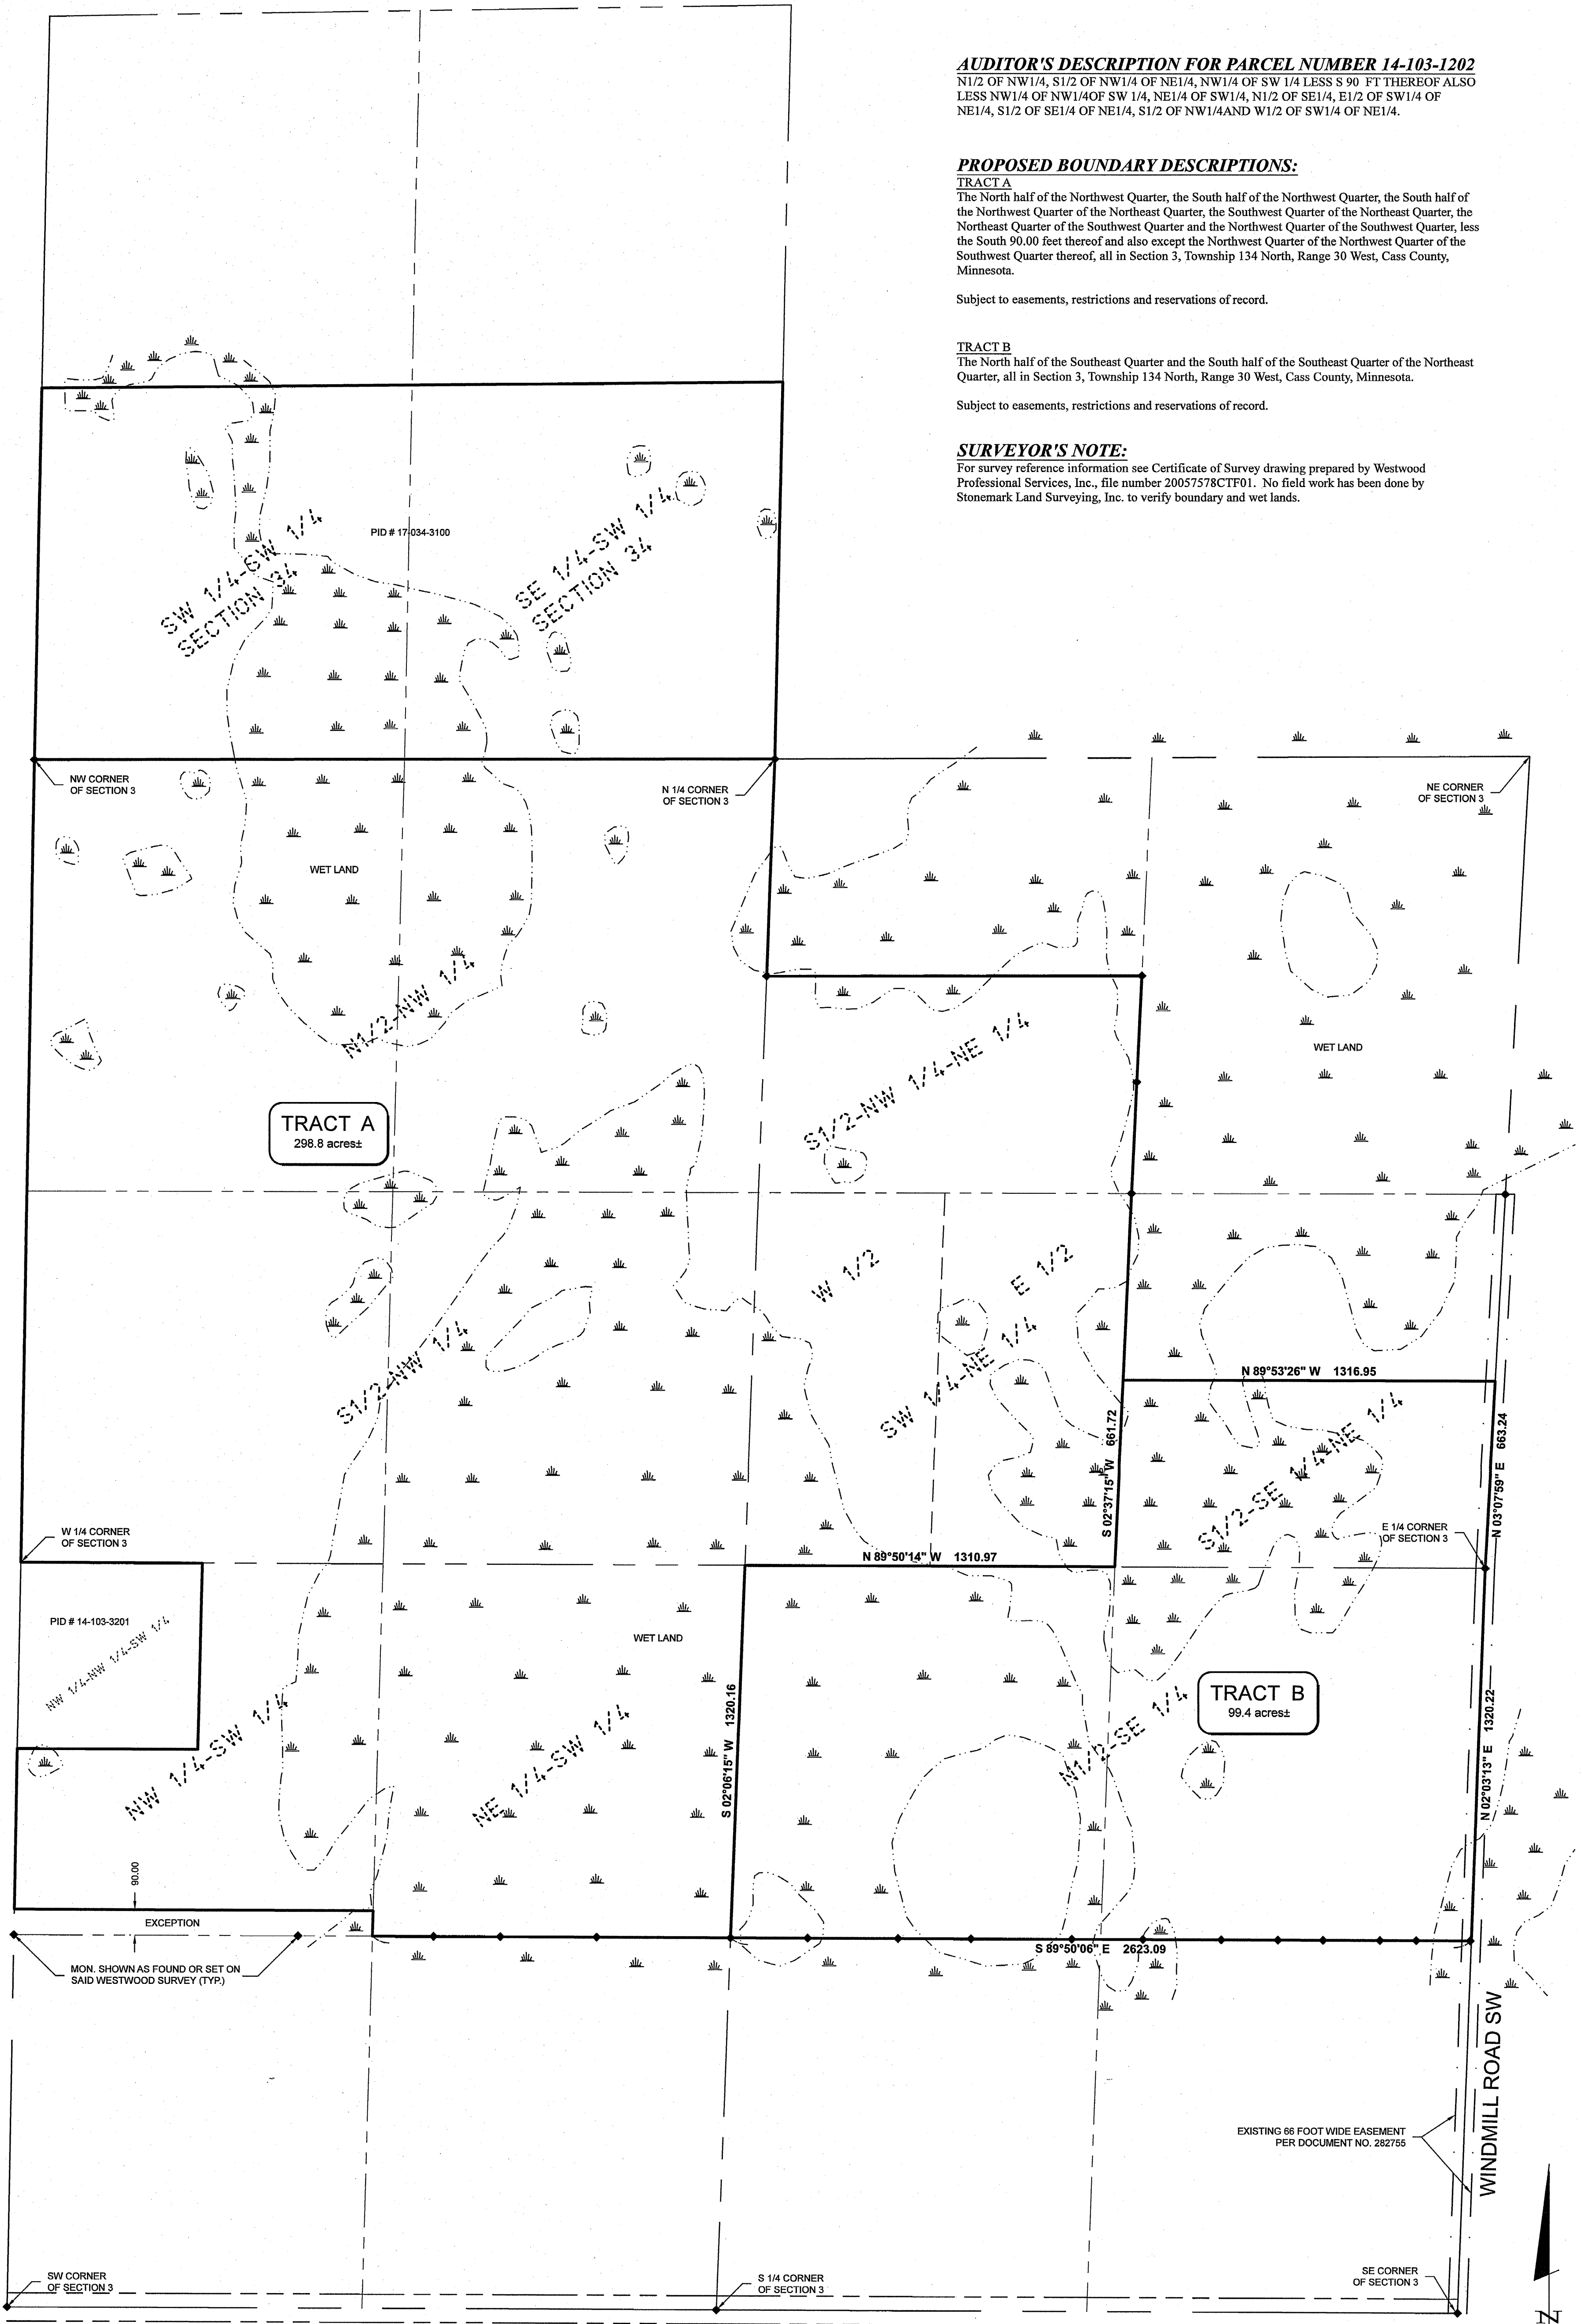 AUDITOR'S DESCRIPTION FOR PARCEL NUMBER 14-103-1202
N1/2 OF NW1/4, S1/2 OF NW1/4 OF NE1/4, NW1/4 OF SW 1/4 LESS S 90 FT THEREOF ALSO
LESS NW1/4 OF NW1/4OF SW 1/4, NE1/4 OF SW1/4, N1/2 OF SE1/4, E1/2 OF SW1/4 OF
NE1/4, S1/2 OF SE1/4 OF NE1/4, S1/2 OF NW1/4AND W1/2 OF SW1/4 OF NE1/4.
PROPOSED BOUNDARY DESCRIPTIONS:
TRACT A
The North half of the Northwest Quarter, the South half of the Northwest Quarter, the South half of
the Northwest Quarter of the Northeast Quarter, the Southwest Quarter of the Northeast Quarter, the
Northeast Quarter of the Southwest Quarter and the Northwest Quarter of the Southwest Quarter, less
the South 90.00 feet thereof and also except the Northwest Quarter of the Northwest Quarter of the
Southwest Quarter thereof, all in Section 3, Township 134 North, Range 30 West, Cass County,
Minnesota.
Subject to easements, restrictions and reservations of record.
TRACT B
The North half of the Southeast Quarter and the South half of the Southeast Quarter of the Northeast
Quarter, all in Section 3, Township 134 North, Range 30 West, Cass County, Minnesota.
Subject to easements, restrictions and reservations of record.
SURVEYOR'S NOTE:
For survey reference information see Certificate of Survey drawing prepared by Westwood
Professional Services, Inc., file number 20057578CTF01. No field work has been done by
Stonemark Land Surveying, Inc. to verify boundary and wet lands.
PID # 17-034-3100
SW 1/4-SW 1/4
SECTION 34
SE 1/4-SW 1/4
SECTION 34
NW CORNER
OF SECTION 3
N 1/4 CORNER
OF SECTION 3
NE CORNER
OF SECTION 3
WET LAND
N1/2-NW 1/4
S1/2-NW 1/4-NE 1/4
WET LAND
TRACT A
298.8 acres±
W 1/2
E 1/2
S1/2-NW 1/4
SW 1/4-NE 1/4
N 89°53'26" W 1316.95
S 02°37'15" W 661.72
N 03°07'59" E 663.24
S1/2-SE 1/4-NE 1/4
W 1/4 CORNER
OF SECTION 3
E 1/4 CORNER
OF SECTION 3
N 89°50'14" W 1310.97
PID # 14-103-3201
NW 1/4-NW 1/4-SW 1/4
WET LAND
NW 1/4-SW 1/4
NE 1/4-SW 1/4
S 02°06'15" W 1320.16
N1/2-SE 1/4
TRACT B
99.4 acres±
N 02°03'13" E 1320.22
90.00
EXCEPTION
S 89°50'06" E 2623.09
MON. SHOWN AS FOUND OR SET ON
SAID WESTWOOD SURVEY (TYP.)
WINDMILL ROAD SW
EXISTING 66 FOOT WIDE EASEMENT
PER DOCUMENT NO. 282755
SW CORNER
OF SECTION 3
S 1/4 CORNER
OF SECTION 3
SE CORNER
OF SECTION 3
N